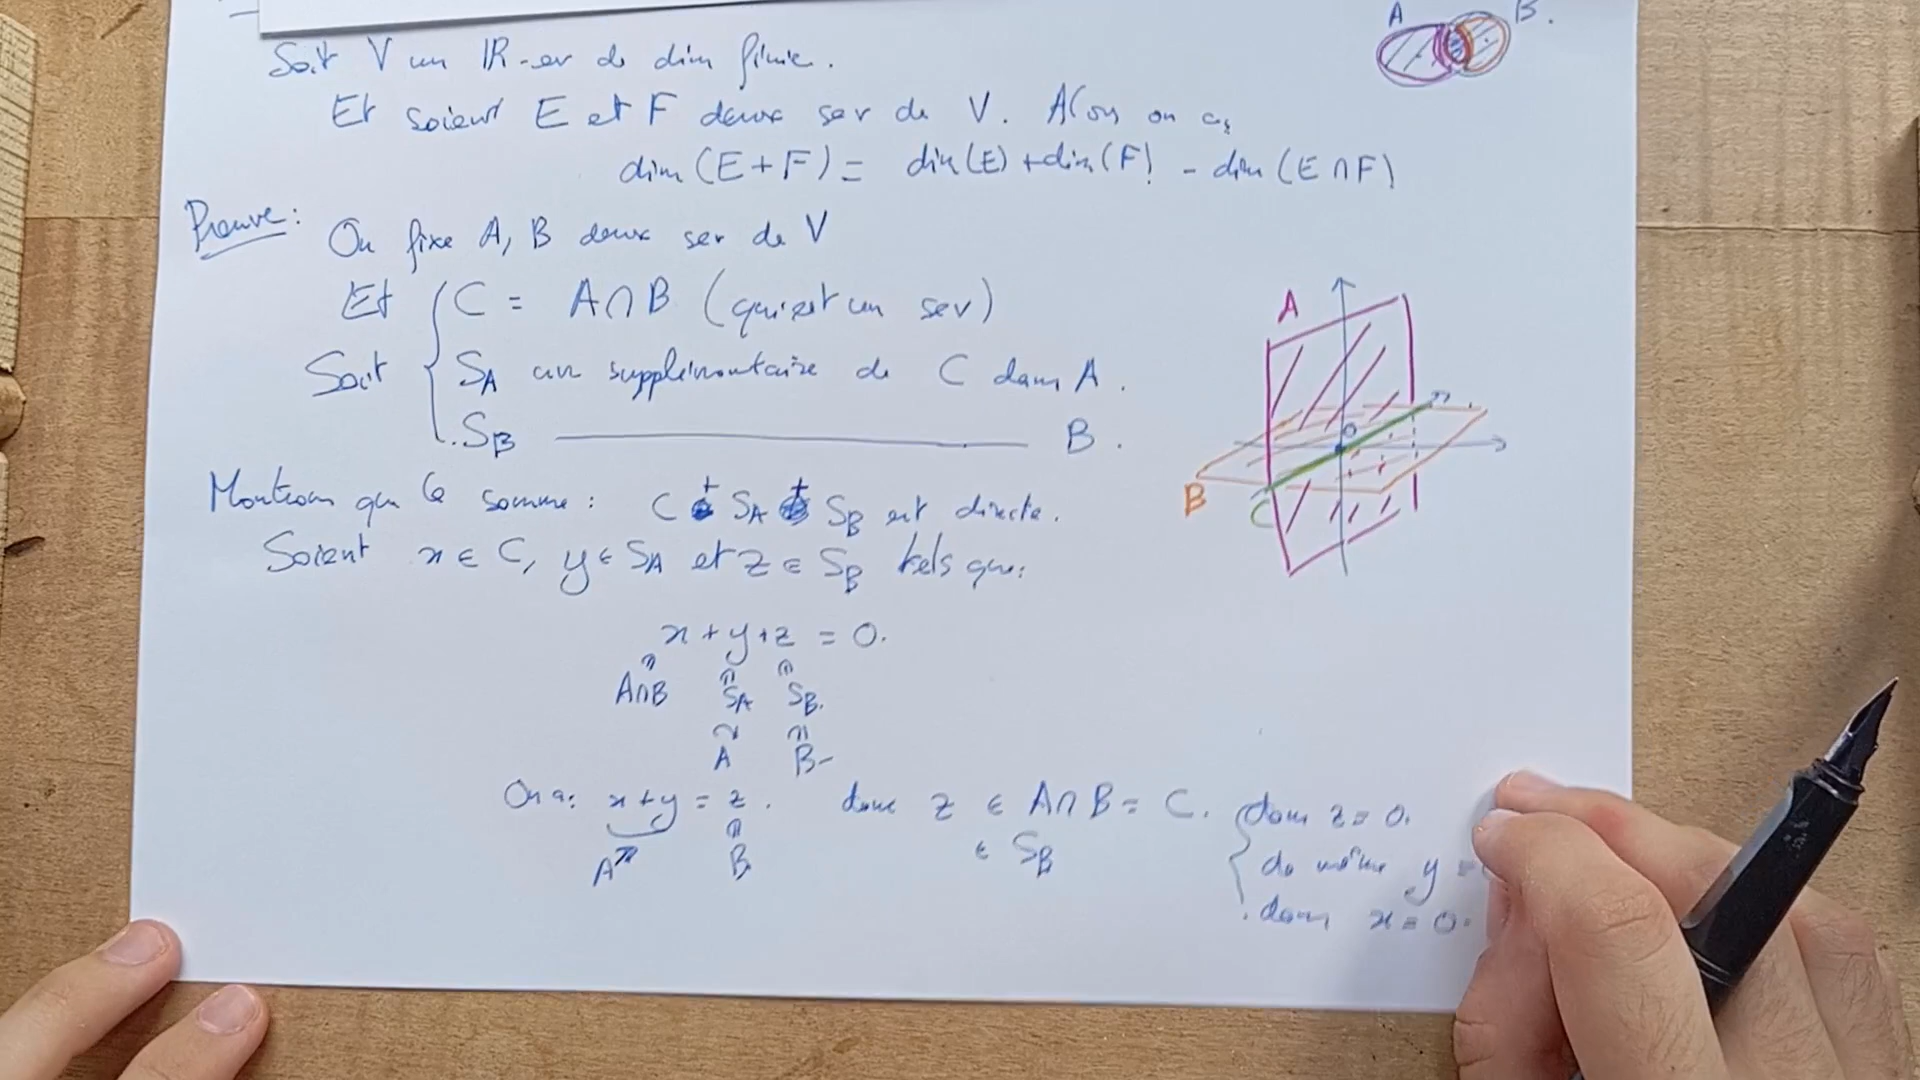 A B.
Soit V un IR-ev de dim finie.
Et soient E et F deux sev de V. Alors on a,
dim (E+F) = dim(E) + dim(F) - dim (E∩F)
Preuve: On fixe A, B deux sev de V
Et { C = A∩B (qui est un sev)
Soit S_A un supplémentaire de C dans A.
S_B ———————— B.
Montrons que la somme: C + S_A + S_B est directe.
Soient x ∈ C, y ∈ S_A et z ∈ S_B tels que:
x + y + z = 0.
A∩B S_A S_B.
A B
On a: x + y = z. donc z ∈ A∩B = C. { donc z = 0.
A B ∈ S_B de même y =
donc x = 0.
A
O
B
C